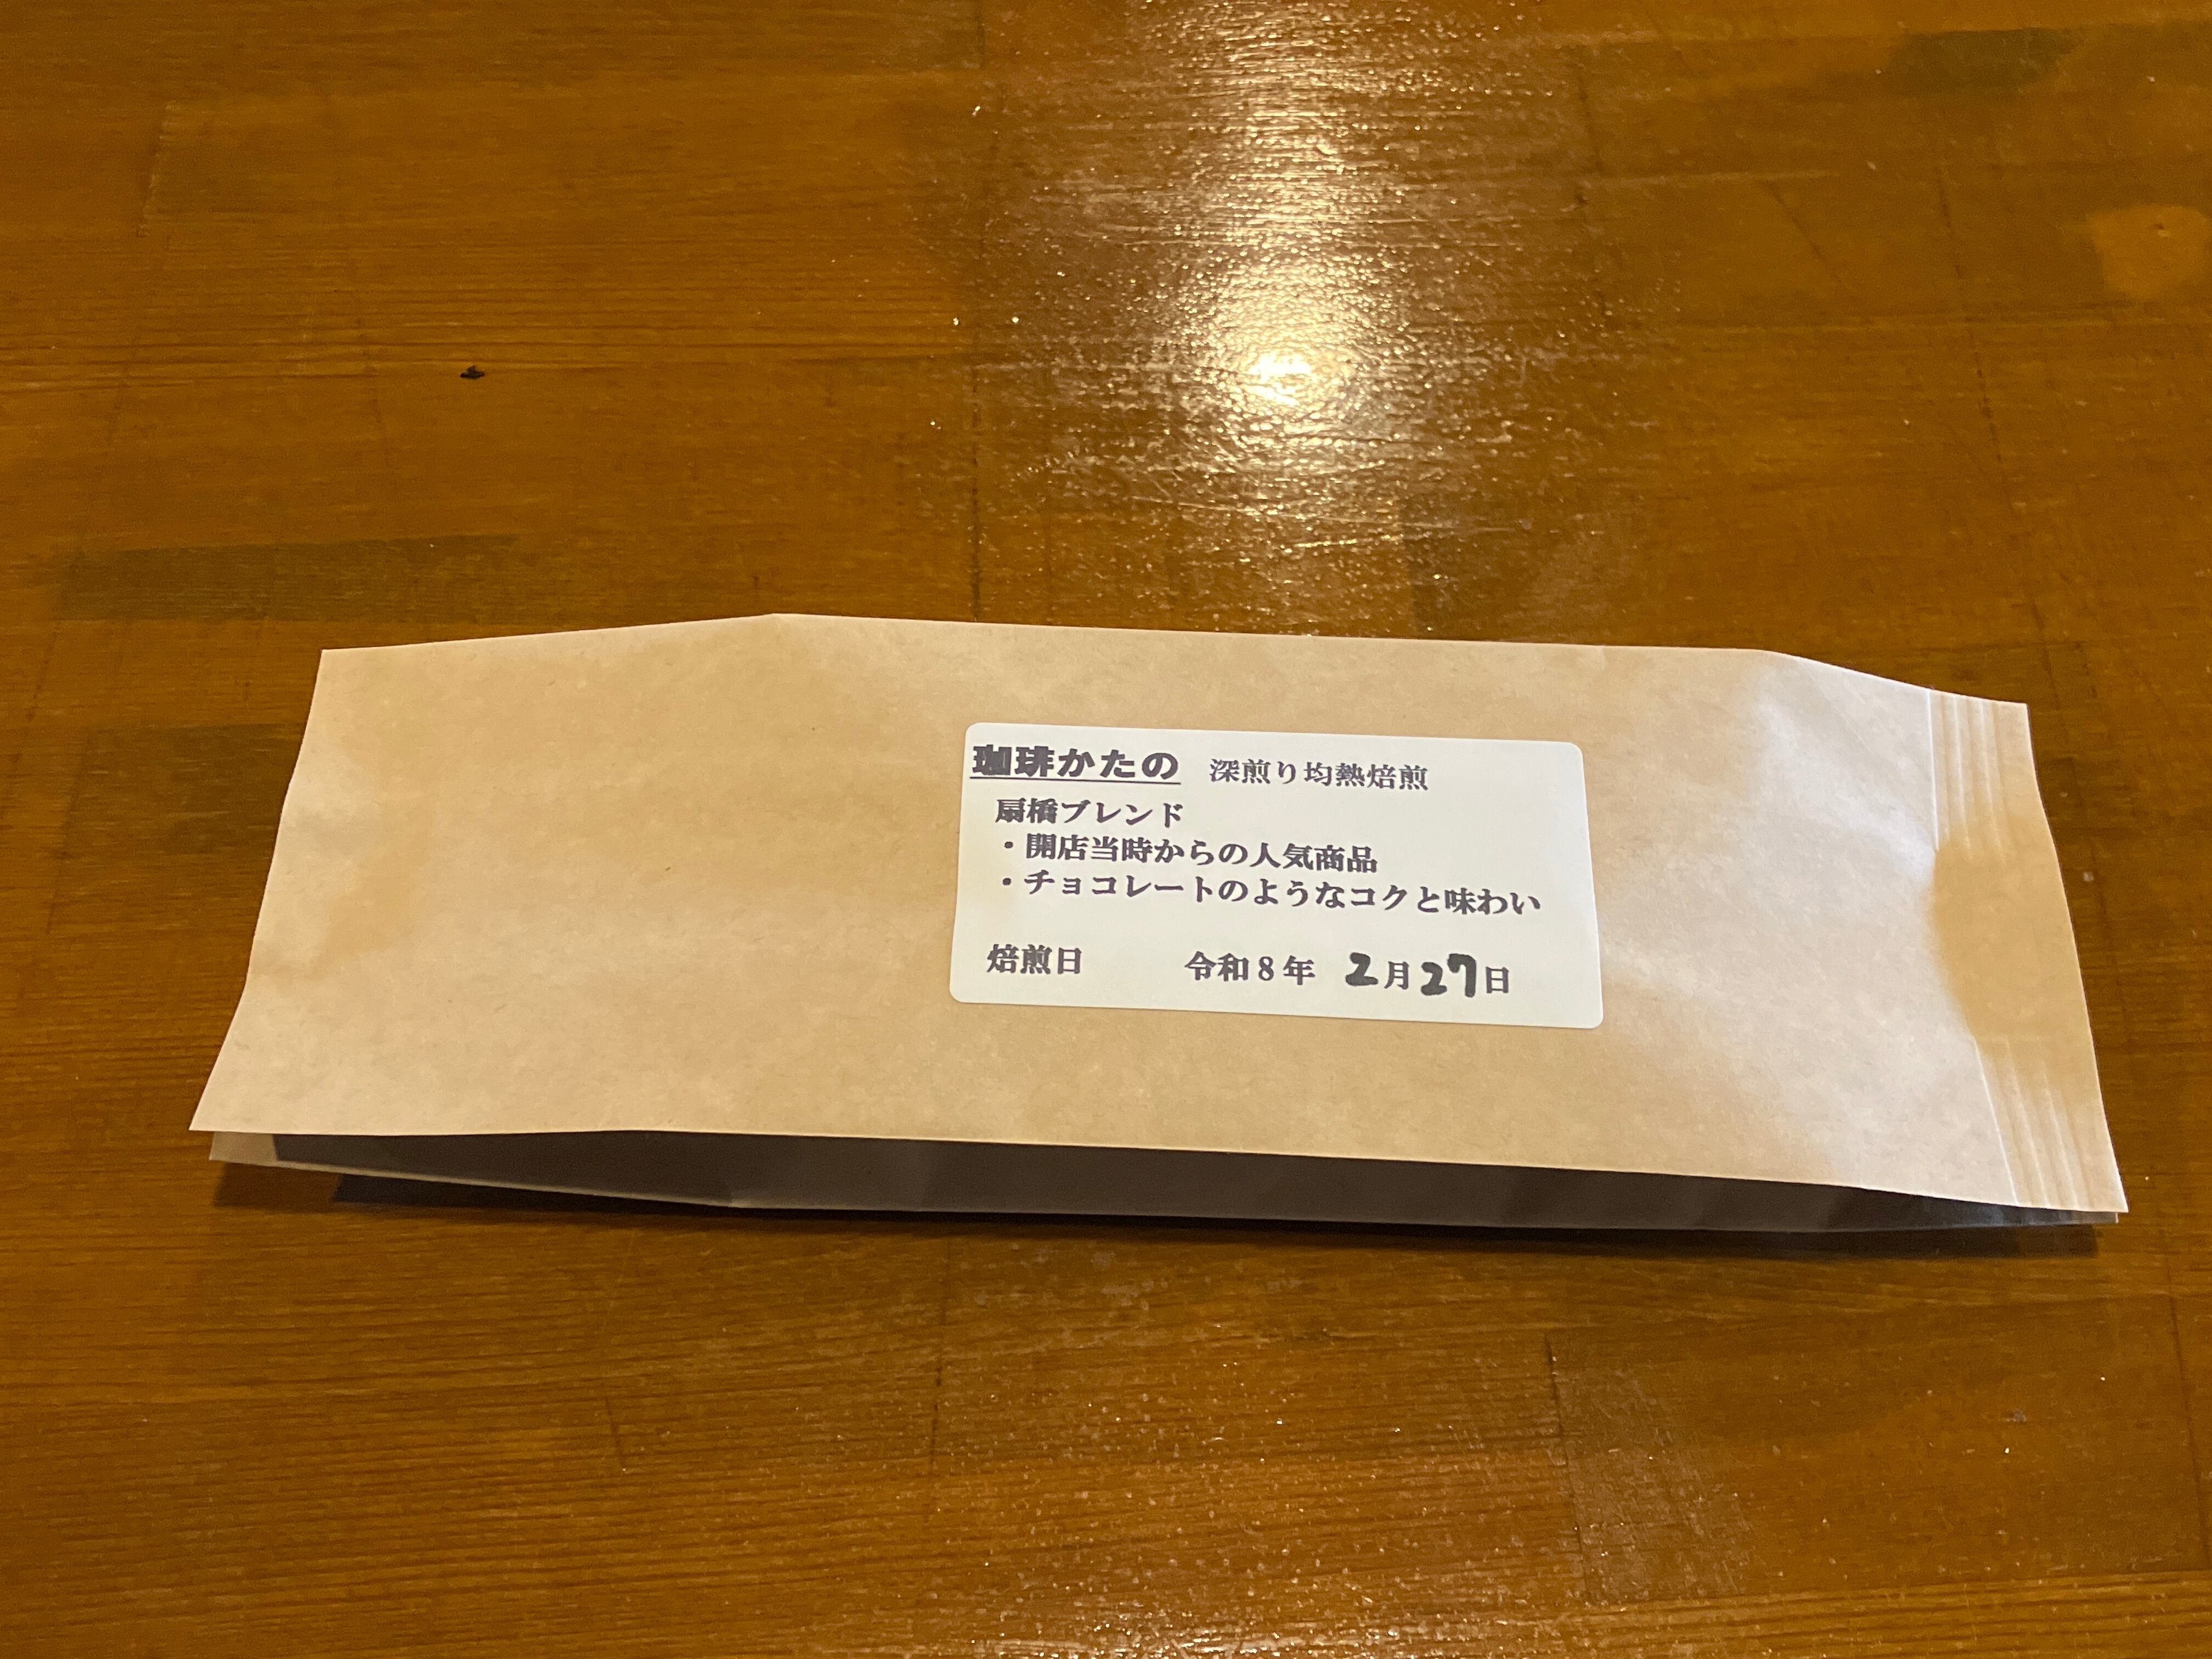 珈琲かたの 深煎り均熱焙煎
扇橋ブレンド
・開店当時からの人気商品
・チョコレートのようなコクと味わい
焙煎日 令和8年 2月27日